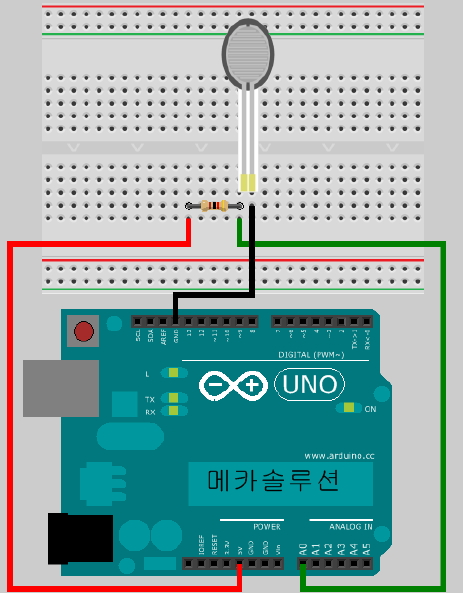 SCL
SDA
AREF
GND
13
12
~11
~10
~9
8
7
~6
~5
4
~3
2
TX->1
RX<-0
DIGITAL (PWM~)
L
TX
RX
UNO
ON
www.arduino.cc
메카솔루션
POWER
ANALOG IN
IOREF
RESET
3.3V
5V
GND
GND
Vin
A0
A1
A2
A3
A4
A5